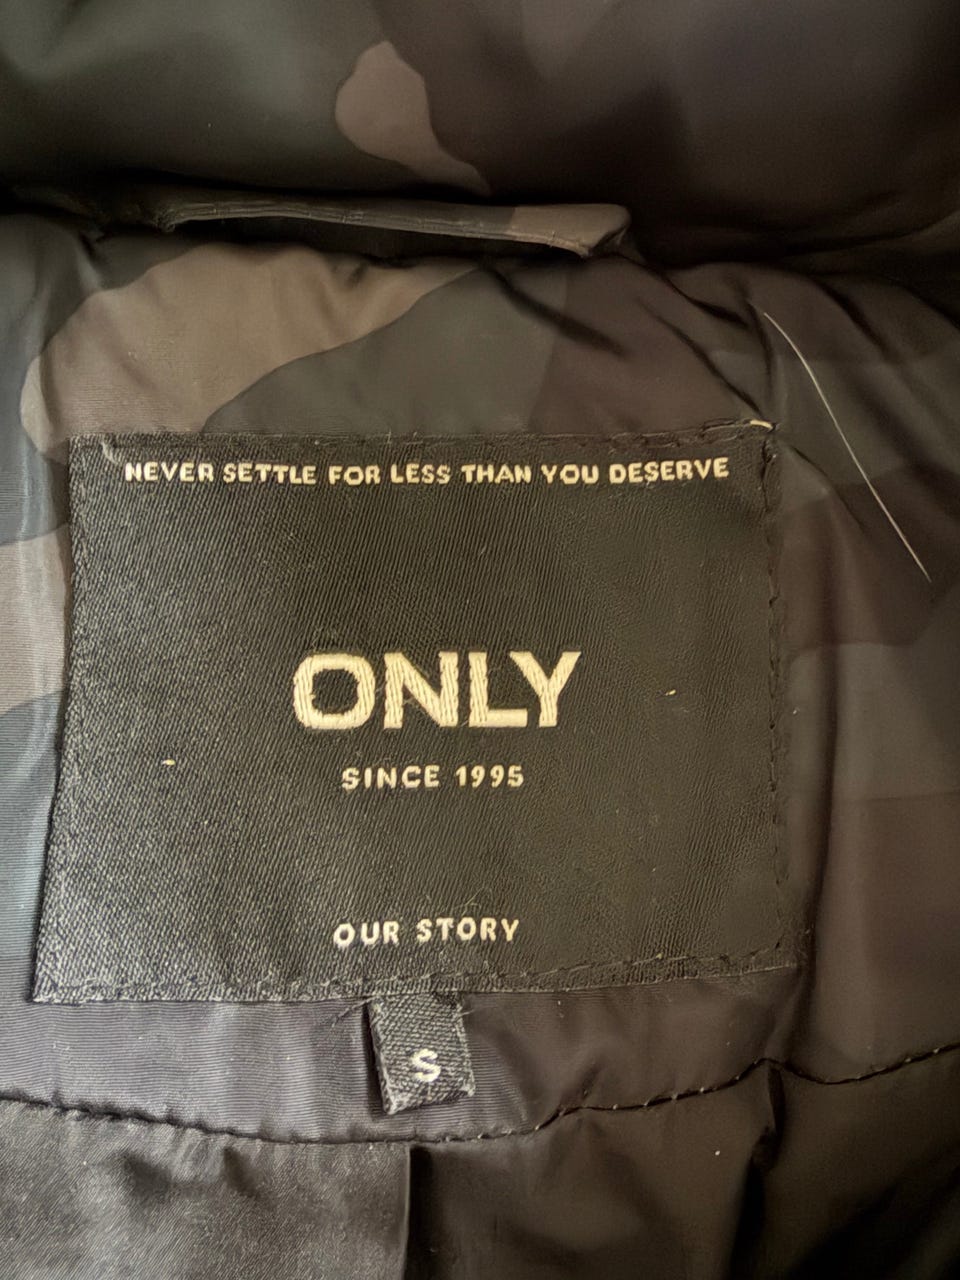 NEVER SETTLE FOR LESS THAN YOU DESERVE
ONLY
SINCE 1995
OUR STORY
S